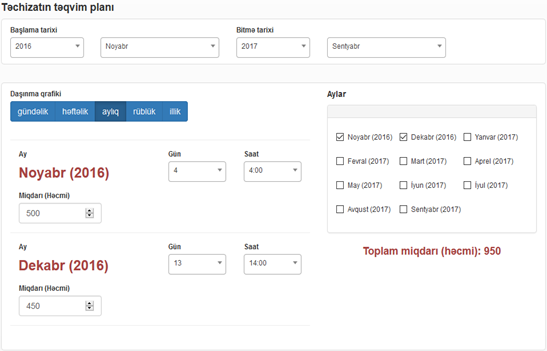 Təchizatın təqvim planı
Başlama tarixi
Bitmə tarixi
2016
Noyabr
2017
Sentyabr
Daşınma qrafiki
gündəlik
həftəlik
aylıq
rüblük
illik
Ay
Gün
Saat
Noyabr (2016)
4
4:00
Miqdarı (Həcmi)
500
Ay
Gün
Saat
Dekabr (2016)
13
14:00
Miqdarı (Həcmi)
450
Aylar
Noyabr (2016)
Dekabr (2016)
Yanvar (2017)
Fevral (2017)
Mart (2017)
Aprel (2017)
May (2017)
İyun (2017)
İyul (2017)
Avqust (2017)
Sentyabr (2017)
Toplam miqdarı (həcmi): 950